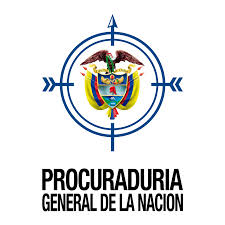 PROCURADURIA
GENERAL DE LA NACION